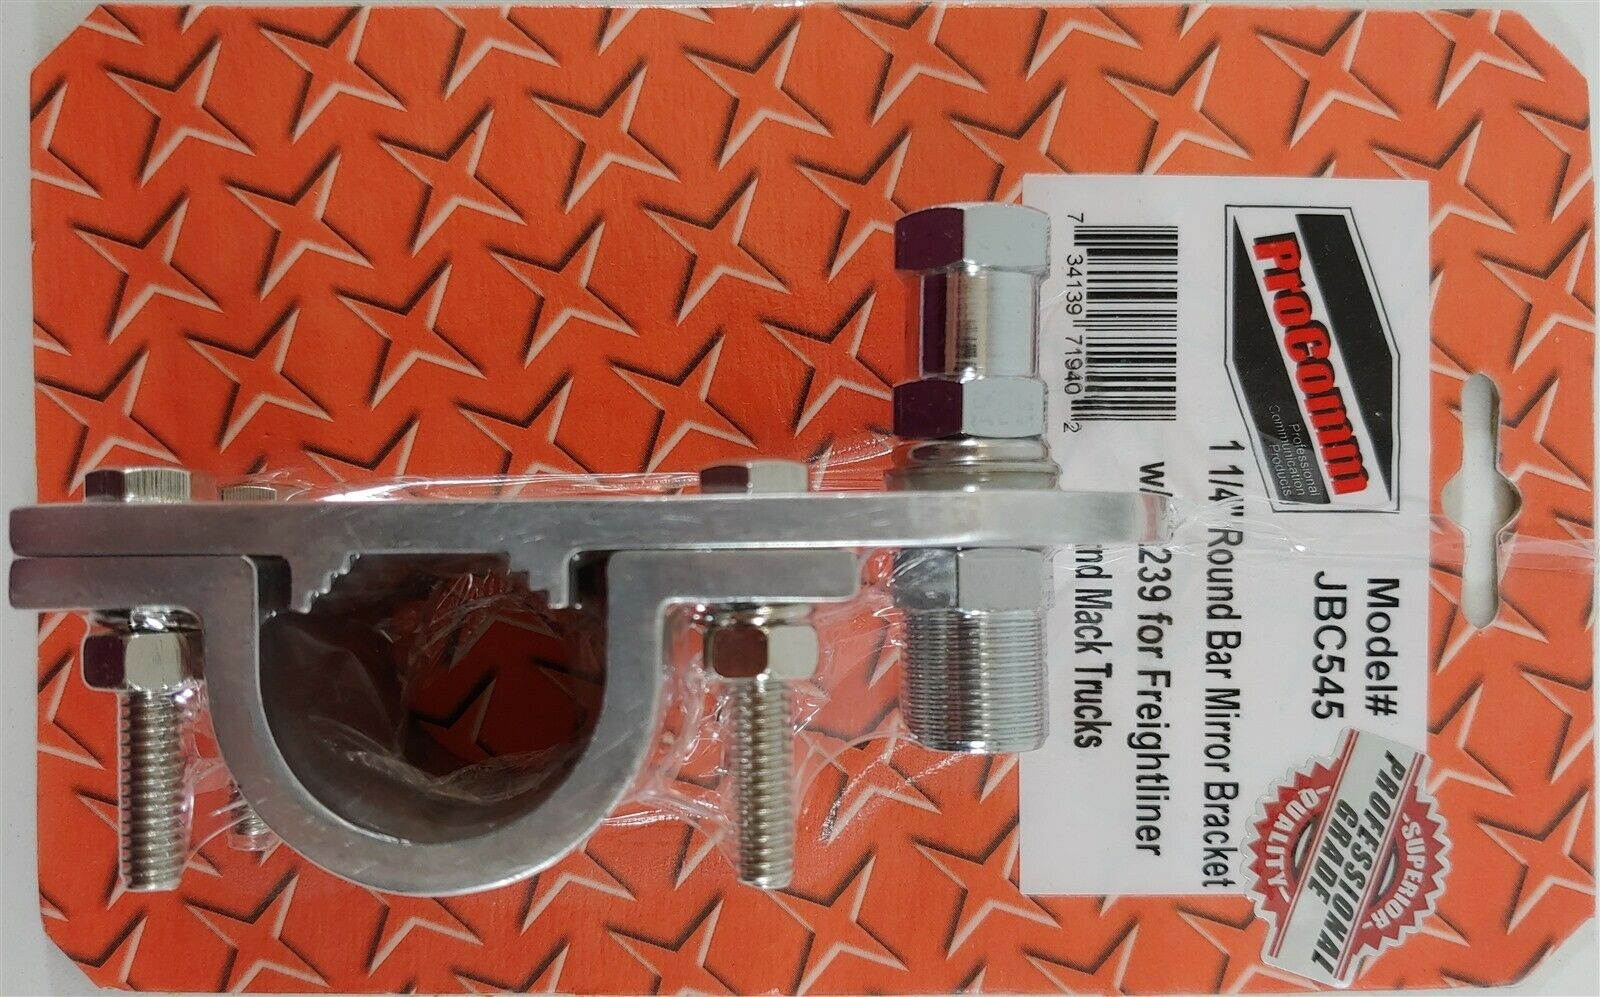 ProComm
Professional
Communication
Products
Model#
JBC545
1 1/4" Round Bar Mirror Bracket
239 for Freightliner
Mack Trucks
7 34139 71940 2
SUPERIOR
PROFESSIONAL
GRADE
QUALITY